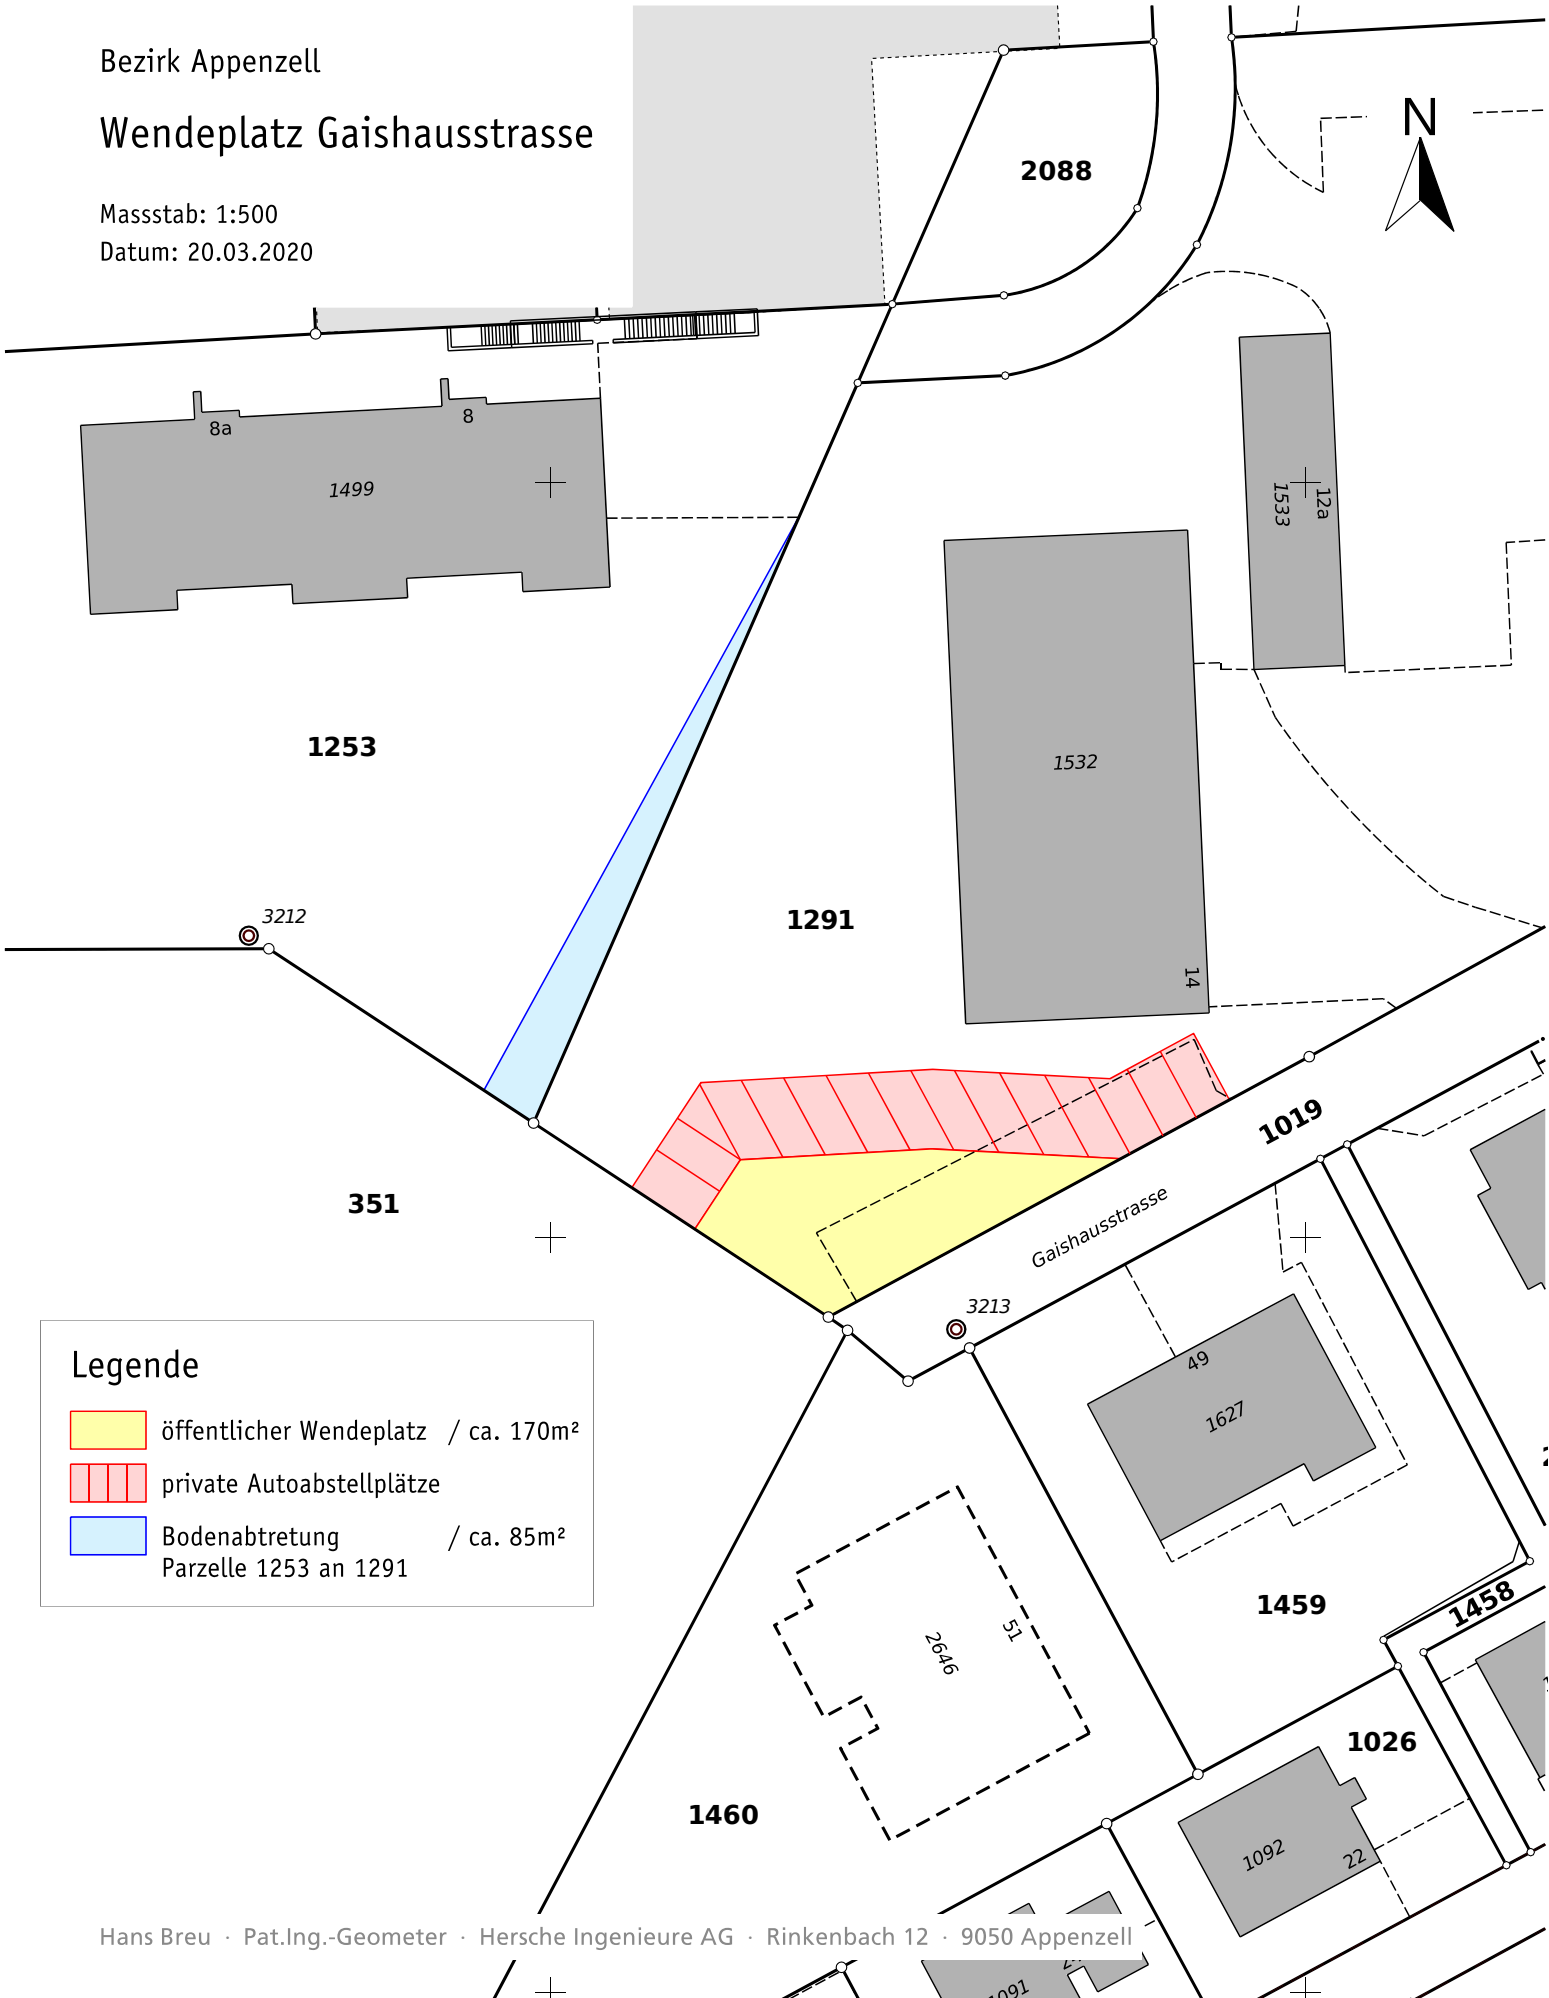 Bezirk Appenzell
Wendeplatz Gaishausstrasse
Massstab: 1:500
Datum: 20.03.2020
N
2088
8a
8
1499
1533
12a
1532
1253
3212
1291
14
1019
351
Gaishausstrasse
3213
49
1627
Legende
öffentlicher Wendeplatz / ca. 170m²
private Autoabstellplätze
Bodenabtretung / ca. 85m²
Parzelle 1253 an 1291
1459
1458
51
2646
1026
1460
1092
22
Hans Breu · Pat.Ing.-Geometer · Hersche Ingenieure AG · Rinkenbach 12 · 9050 Appenzell
1091